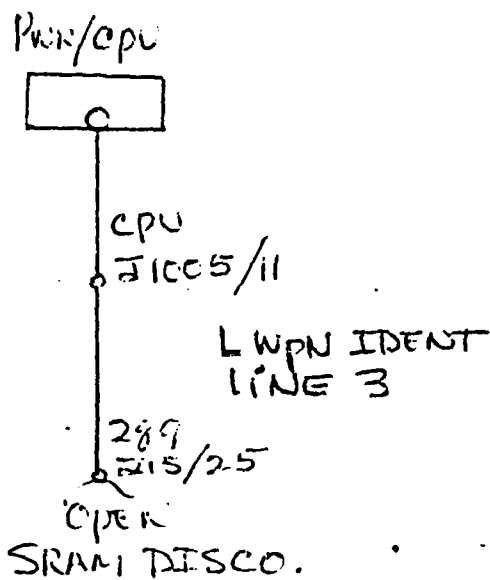 PWR/CPU
CPU
J1005/11
L WPN IDENT
LINE 3
289
J15/25
OPEN
SRAM DISCO.